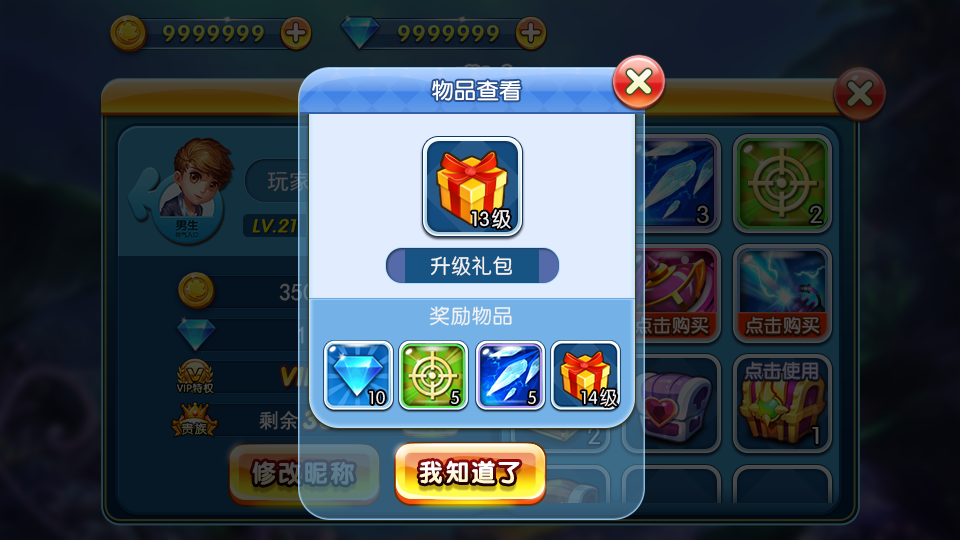 9999999
9999999
物品查看
13级
升级礼包
奖励物品
10
5
5
14级
我知道了
玩家
男生
LV.21
350
1
VIP特权
VI
贵族
剩余3
修改昵称
3
2
点击购买
点击购买
点击使用
2
1